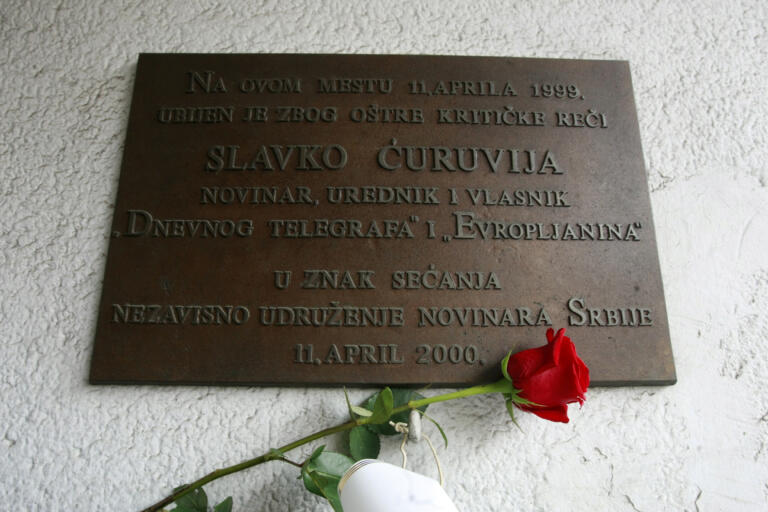 NA OVOM MESTU 11. APRILA 1999.
UBIJEN JE ZBOG OŠTRE KRITIČKE REČI
SLAVKO ĆURUVIJA
NOVINAR, UREDNIK I VLASNIK
„DNEVNOG TELEGRAFA“ I „EVROPLJANINA“
U ZNAK SEĆANJA
NEZAVISNO UDRUŽENJE NOVINARA SRBIJE
11. APRIL 2000.